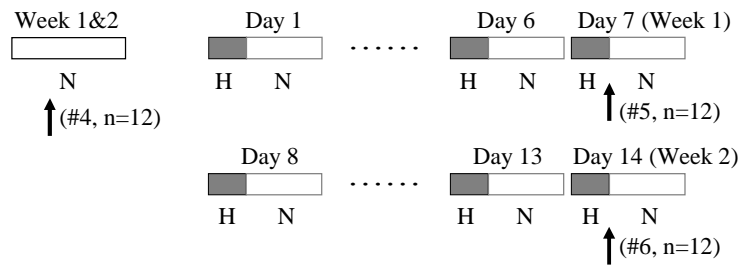 Week 1&2 Day 1 Day 6 Day 7 (Week 1)
......
N H N H N H N
(#4, n=12) (#5, n=12)
Day 8 Day 13 Day 14 (Week 2)
......
H N H N H N
(#6, n=12)